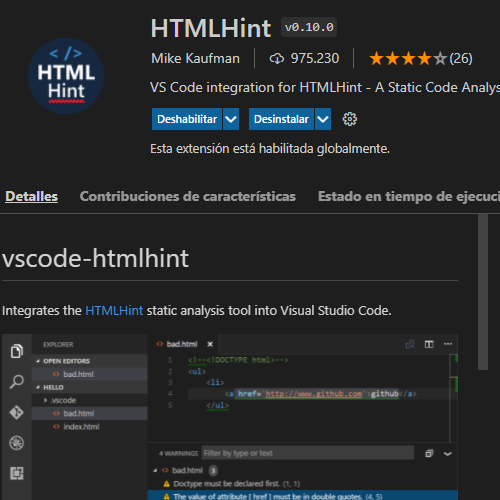 HTMLHint v0.10.0
HTML
Hint
Mike Kaufman 975.230 (26)
VS Code integration for HTMLHint - A Static Code Analys
Deshabilitar Desinstalar
Esta extensión está habilitada globalmente.
Detalles Contribuciones de características Estado en tiempo de ejecuci
vscode-htmlhint
Integrates the HTMLHint static analysis tool into Visual Studio Code.
EXPLORER bad.html
OPEN EDITORS
bad.html
HELLO
.vscode
bad.html
index.html
1 <!--<!DOCTYPE html>-->
2 <ul>
3 <li>
4 <a href='http://www.github.com'>github</a>
5 </ul>
4 WARNINGS Filter by type or text
bad.html 3
Doctype must be declared first. (1, 1)
The value of attribute [ href ] must be in double quotes. (4, 5)